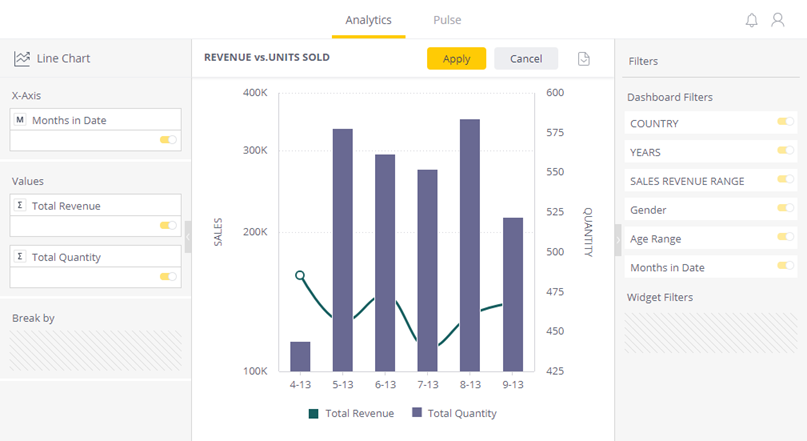 Analytics
Pulse
Line Chart
X-Axis
M
Months in Date
Values
Σ
Total Revenue
Σ
Total Quantity
Break by
REVENUE vs.UNITS SOLD
Apply
Cancel
400K
300K
200K
100K
SALES
600
575
550
525
500
475
450
425
QUANTITY
4-13
5-13
6-13
7-13
8-13
9-13
Total Revenue
Total Quantity
Filters
Dashboard Filters
COUNTRY
YEARS
SALES REVENUE RANGE
Gender
Age Range
Months in Date
Widget Filters